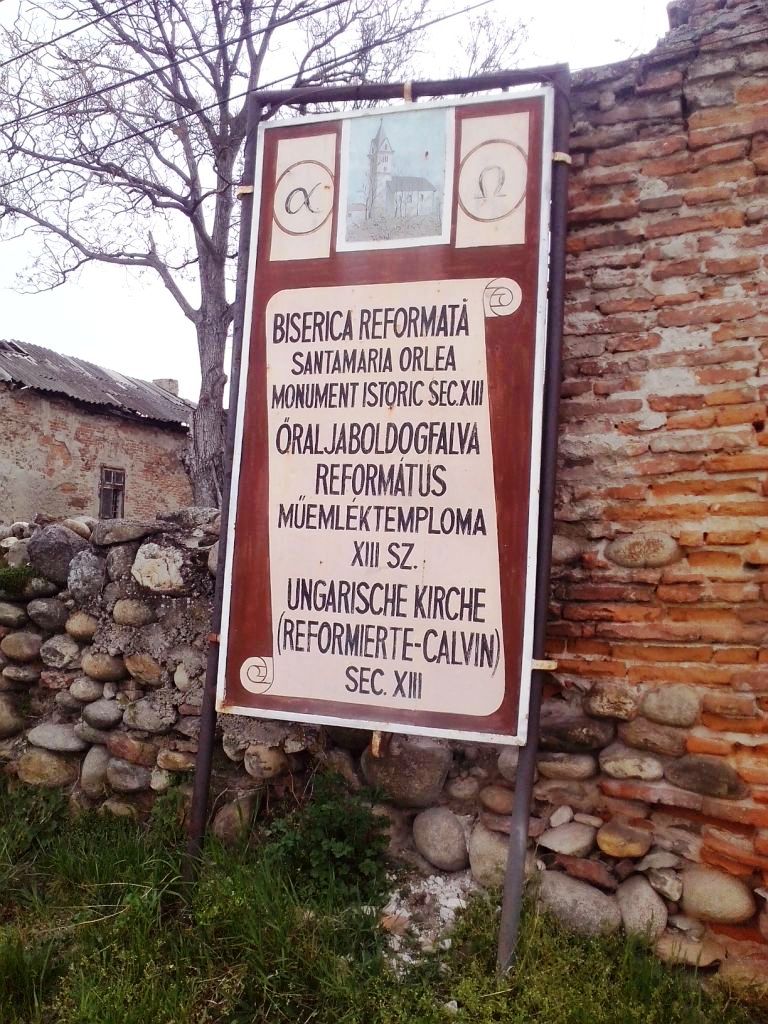 α Ω
BISERICA REFORMATĂ
SANTAMARIA ORLEA
MONUMENT ISTORIC SEC.XIII
ŐRALJABOLDOGFALVA
REFORMÁTUS
MŰEMLÉKTEMPLOMA
XIII SZ.
UNGARISCHE KIRCHE
(REFORMIERTE-CALVIN)
SEC. XIII